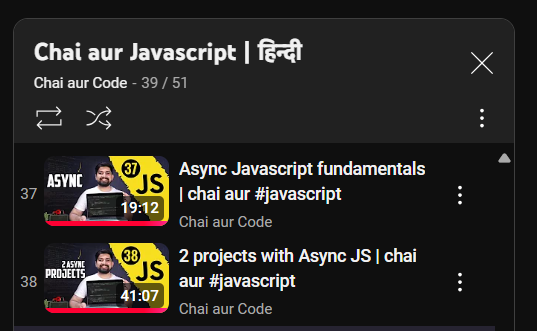 Chai aur Javascript | हिन्दी
Chai aur Code - 39 / 51
37
ASYNC
37
JS
19:12
Async Javascript fundamentals
| chai aur #javascript
Chai aur Code
38
2 ASYNC
PROJECTS
38
JS
41:07
2 projects with Async JS | chai
aur #javascript
Chai aur Code